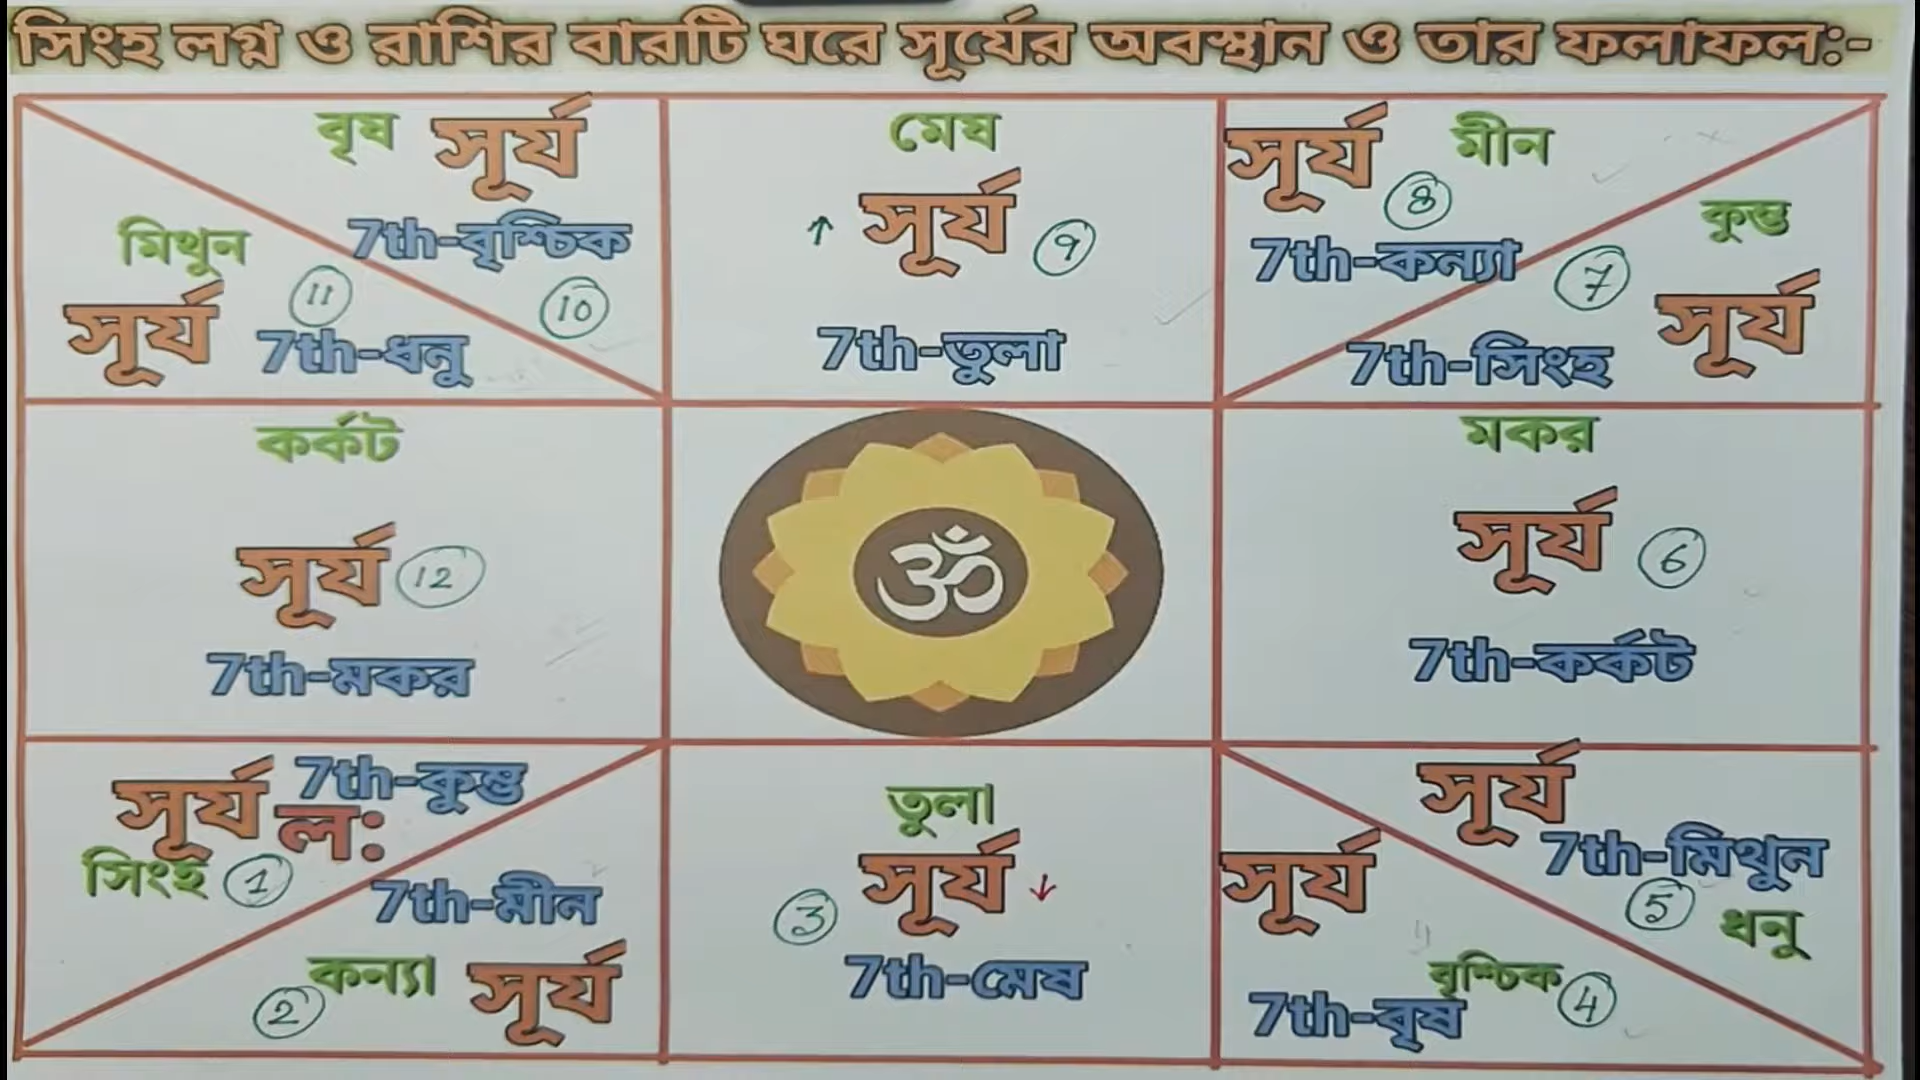 সিংহ লগ্ন ও রাশির বারটি ঘরে সূর্যের অবস্থান ও তার ফলাফল:-
বৃষ সূর্য
7th-বৃশ্চিক
10
মিথুন
11
সূর্য 7th-ধনু
মেষ
↑ সূর্য 9
7th-তুলা
সূর্য মীন
8
7th-কন্যা
কুম্ভ
7
সূর্য
7th-সিংহ
কর্কট
সূর্য 12
7th-মকর
ॐ
মকর
সূর্য 6
7th-কর্কট
সূর্য 7th-কুম্ভ
ল:
সিংহ 1
7th-মীন
কন্যা সূর্য
2
তুলা
সূর্য ↓
3
7th-মেষ
সূর্য
7th-মিথুন
5
ধনু
সূর্য
বৃশ্চিক 4
7th-বৃষ